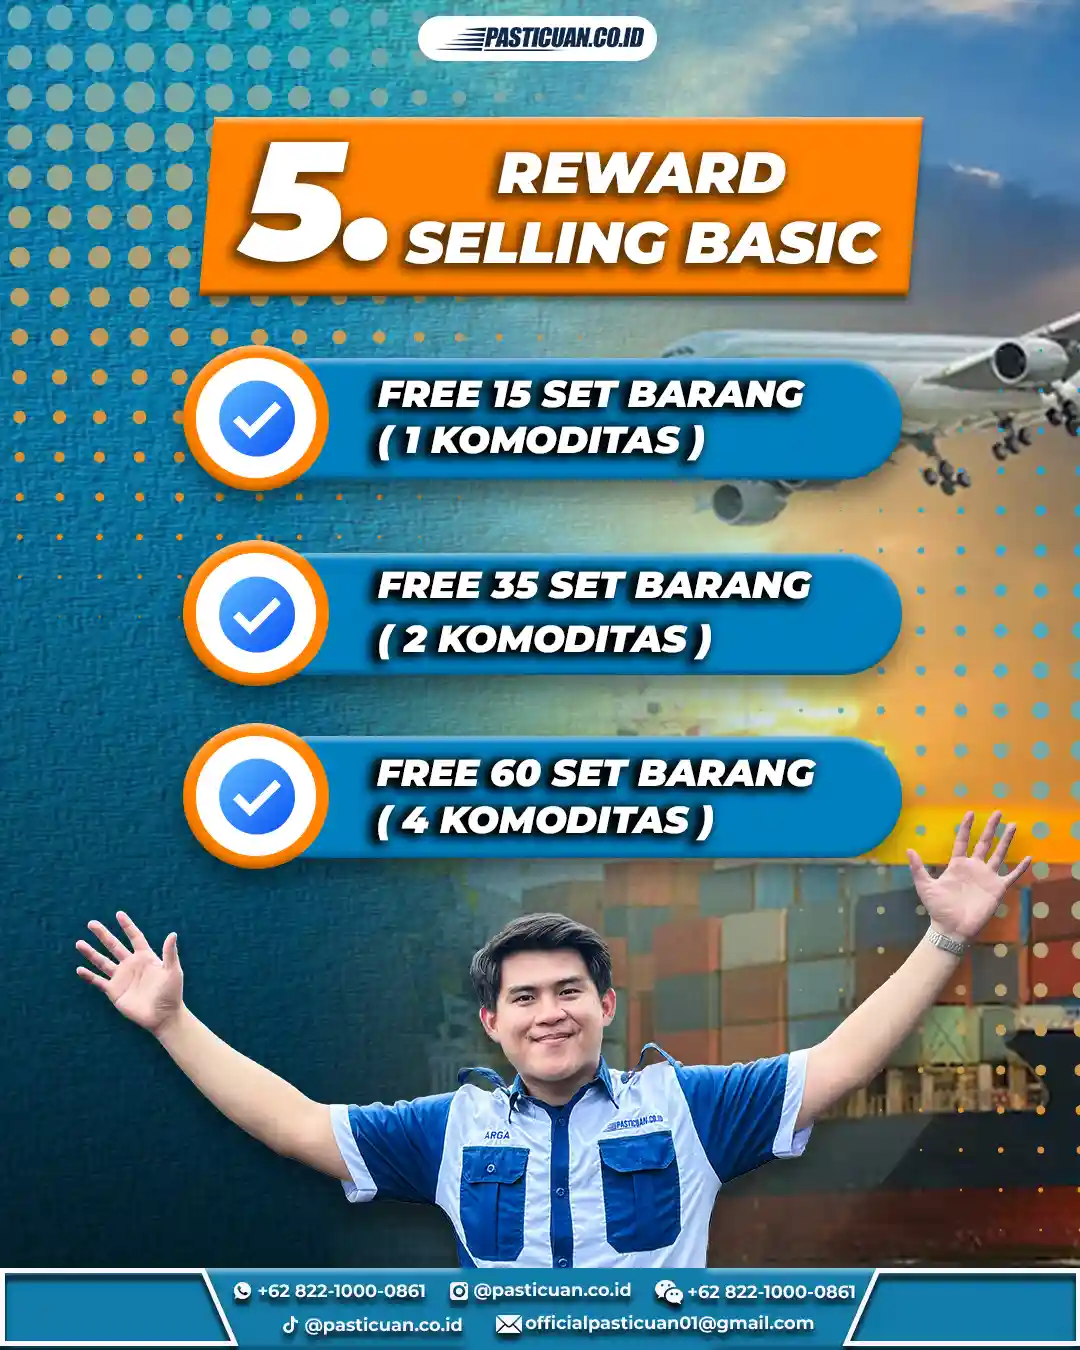 PASTICUAN.CO.ID
5.
REWARD
SELLING BASIC
FREE 15 SET BARANG
( 1 KOMODITAS )
FREE 35 SET BARANG
( 2 KOMODITAS )
FREE 60 SET BARANG
( 4 KOMODITAS )
ARGA
PASTICUAN.CO.ID
+62 822-1000-0861 @pasticuan.co.id +62 822-1000-0861
@pasticuan.co.id officialpasticuan01@gmail.com